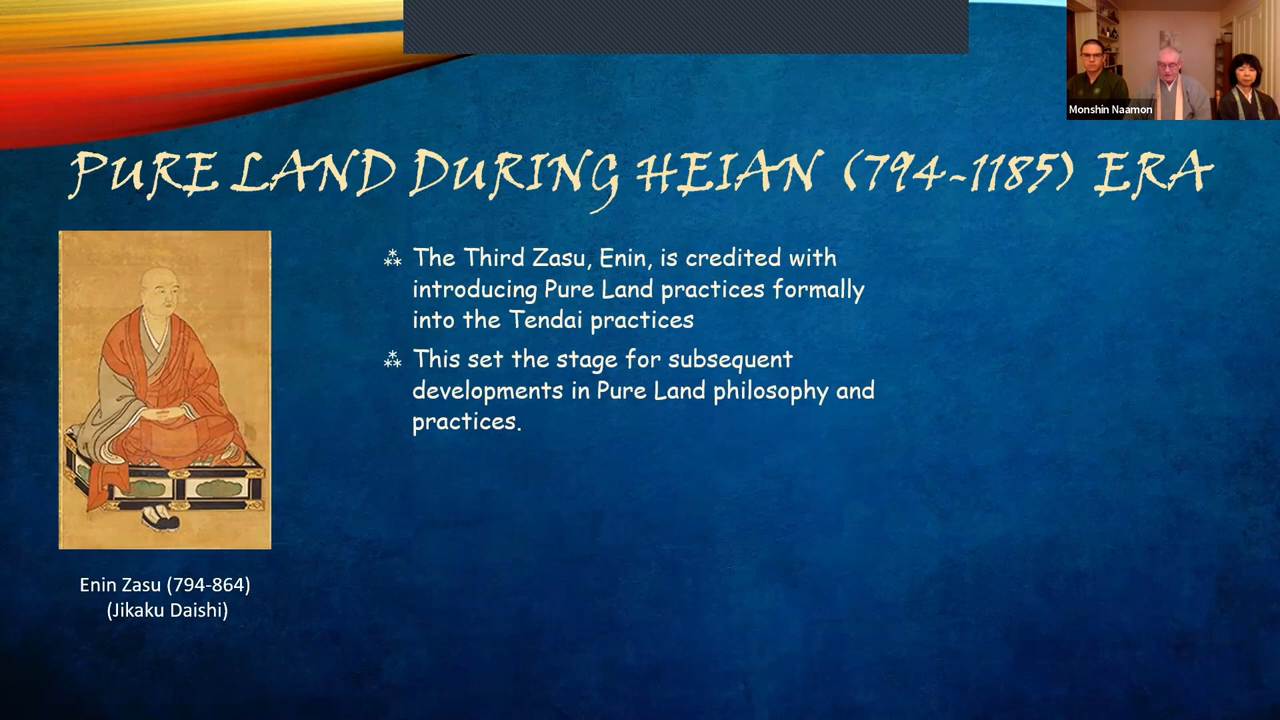 Monshin Naamon
PURE LAND DURING HEIAN (794-1185) ERA
The Third Zasu, Enin, is credited with
introducing Pure Land practices formally
into the Tendai practices
This set the stage for subsequent
developments in Pure Land philosophy and
practices.
Enin Zasu (794-864)
(Jikaku Daishi)